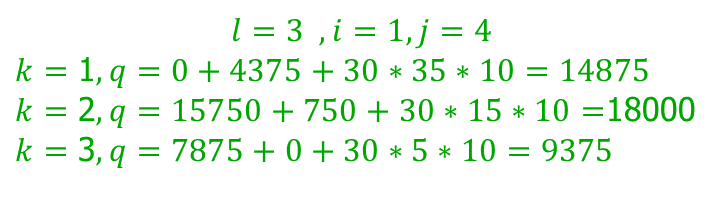 l = 3 , i = 1, j = 4
k = 1, q = 0 + 4375 + 30 ∗ 35 ∗ 10 = 14875
k = 2, q = 15750 + 750 + 30 ∗ 15 ∗ 10 =18000
k = 3, q = 7875 + 0 + 30 ∗ 5 ∗ 10 = 9375